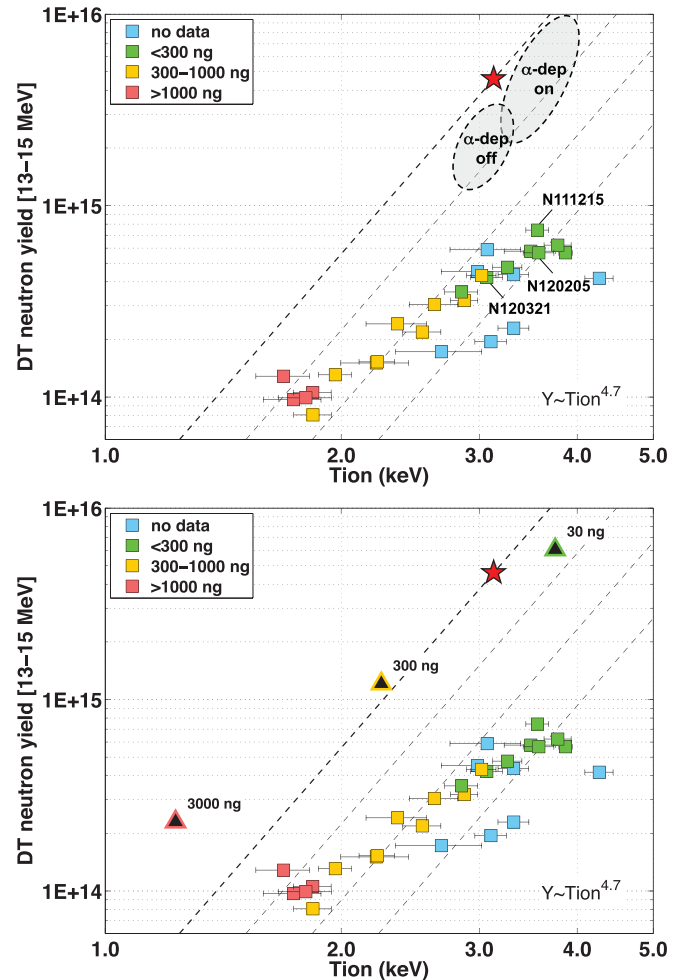 1E+16
no data
<300 ng
300−1000 ng
>1000 ng
α-dep
on
α-dep
off
1E+15
N111215
N120205
N120321
1E+14
Y~Tion^4.7
1.0 2.0 3.0 4.0 5.0
Tion (keV)
DT neutron yield [13−15 MeV]
1E+16
no data
<300 ng
300−1000 ng
>1000 ng
30 ng
300 ng
1E+15
3000 ng
1E+14
Y~Tion^4.7
1.0 2.0 3.0 4.0 5.0
Tion (keV)
DT neutron yield [13−15 MeV]